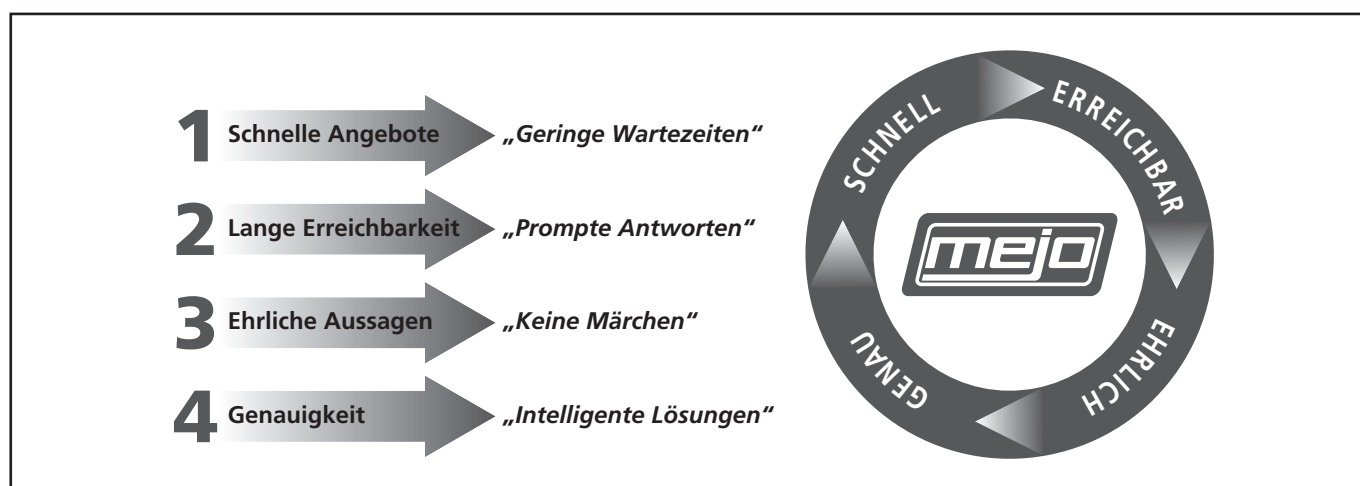 1 Schnelle Angebote „Geringe Wartezeiten“
2 Lange Erreichbarkeit „Prompte Antworten“
3 Ehrliche Aussagen „Keine Märchen“
4 Genauigkeit „Intelligente Lösungen“
SCHNELL
ERREICHBAR
EHRLICH
GENAU
mejo